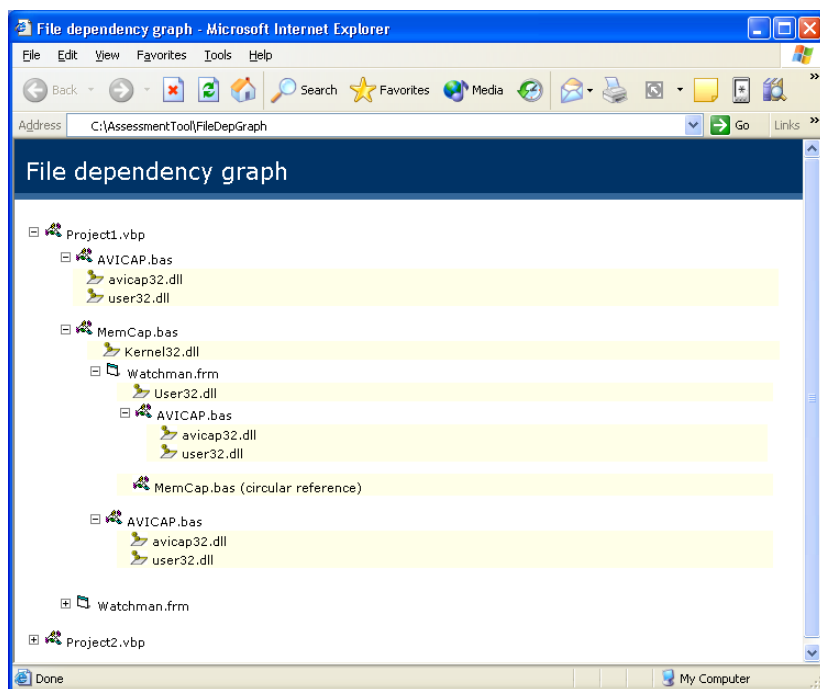 File dependency graph - Microsoft Internet Explorer
File Edit View Favorites Tools Help
Back Search Favorites Media
Address C:\AssessmentTool\FileDepGraph Go Links
File dependency graph
Project1.vbp
AVICAP.bas
avicap32.dll
user32.dll
MemCap.bas
Kernel32.dll
Watchman.frm
User32.dll
AVICAP.bas
avicap32.dll
user32.dll
MemCap.bas (circular reference)
AVICAP.bas
avicap32.dll
user32.dll
Watchman.frm
Project2.vbp
Done My Computer